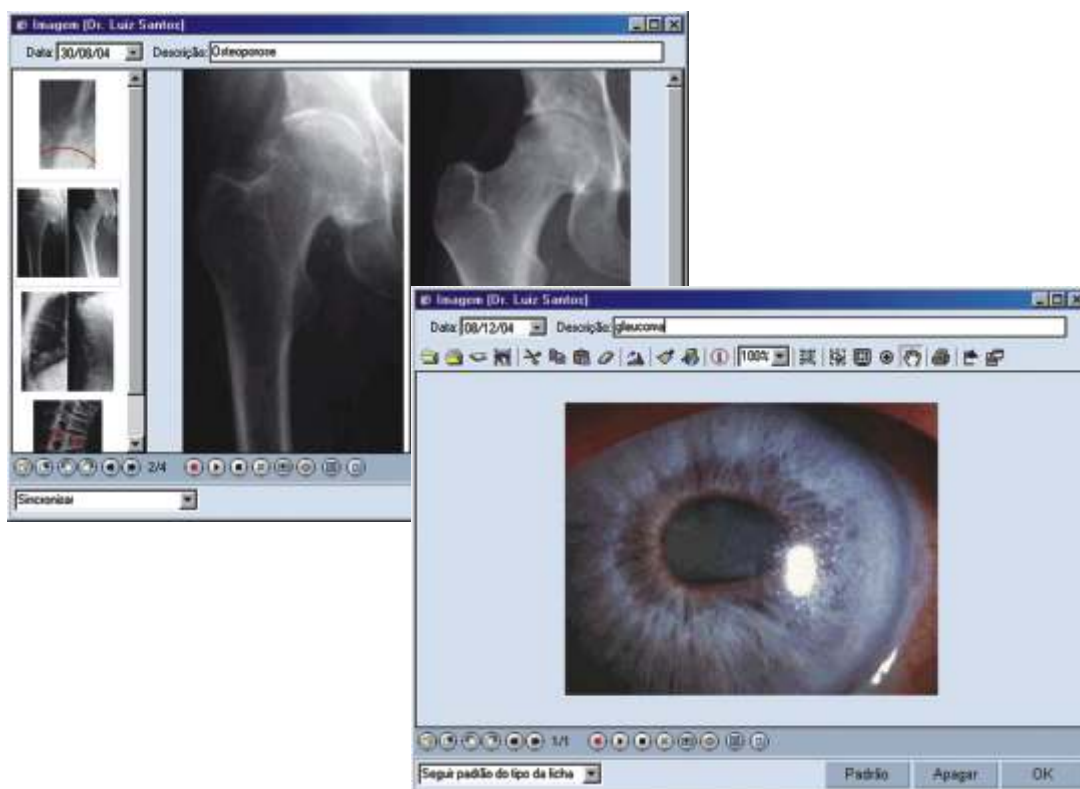 Imagem (Dr. Luiz Santos)
Data: 30/08/04 Descrição: Osteoporose
2/4
Sincronizar
Imagem (Dr. Luiz Santos)
Data: 08/12/04 Descrição: glaucoma
100%
1/1
Seguir padrão do tipo da ficha Padrão Apagar OK